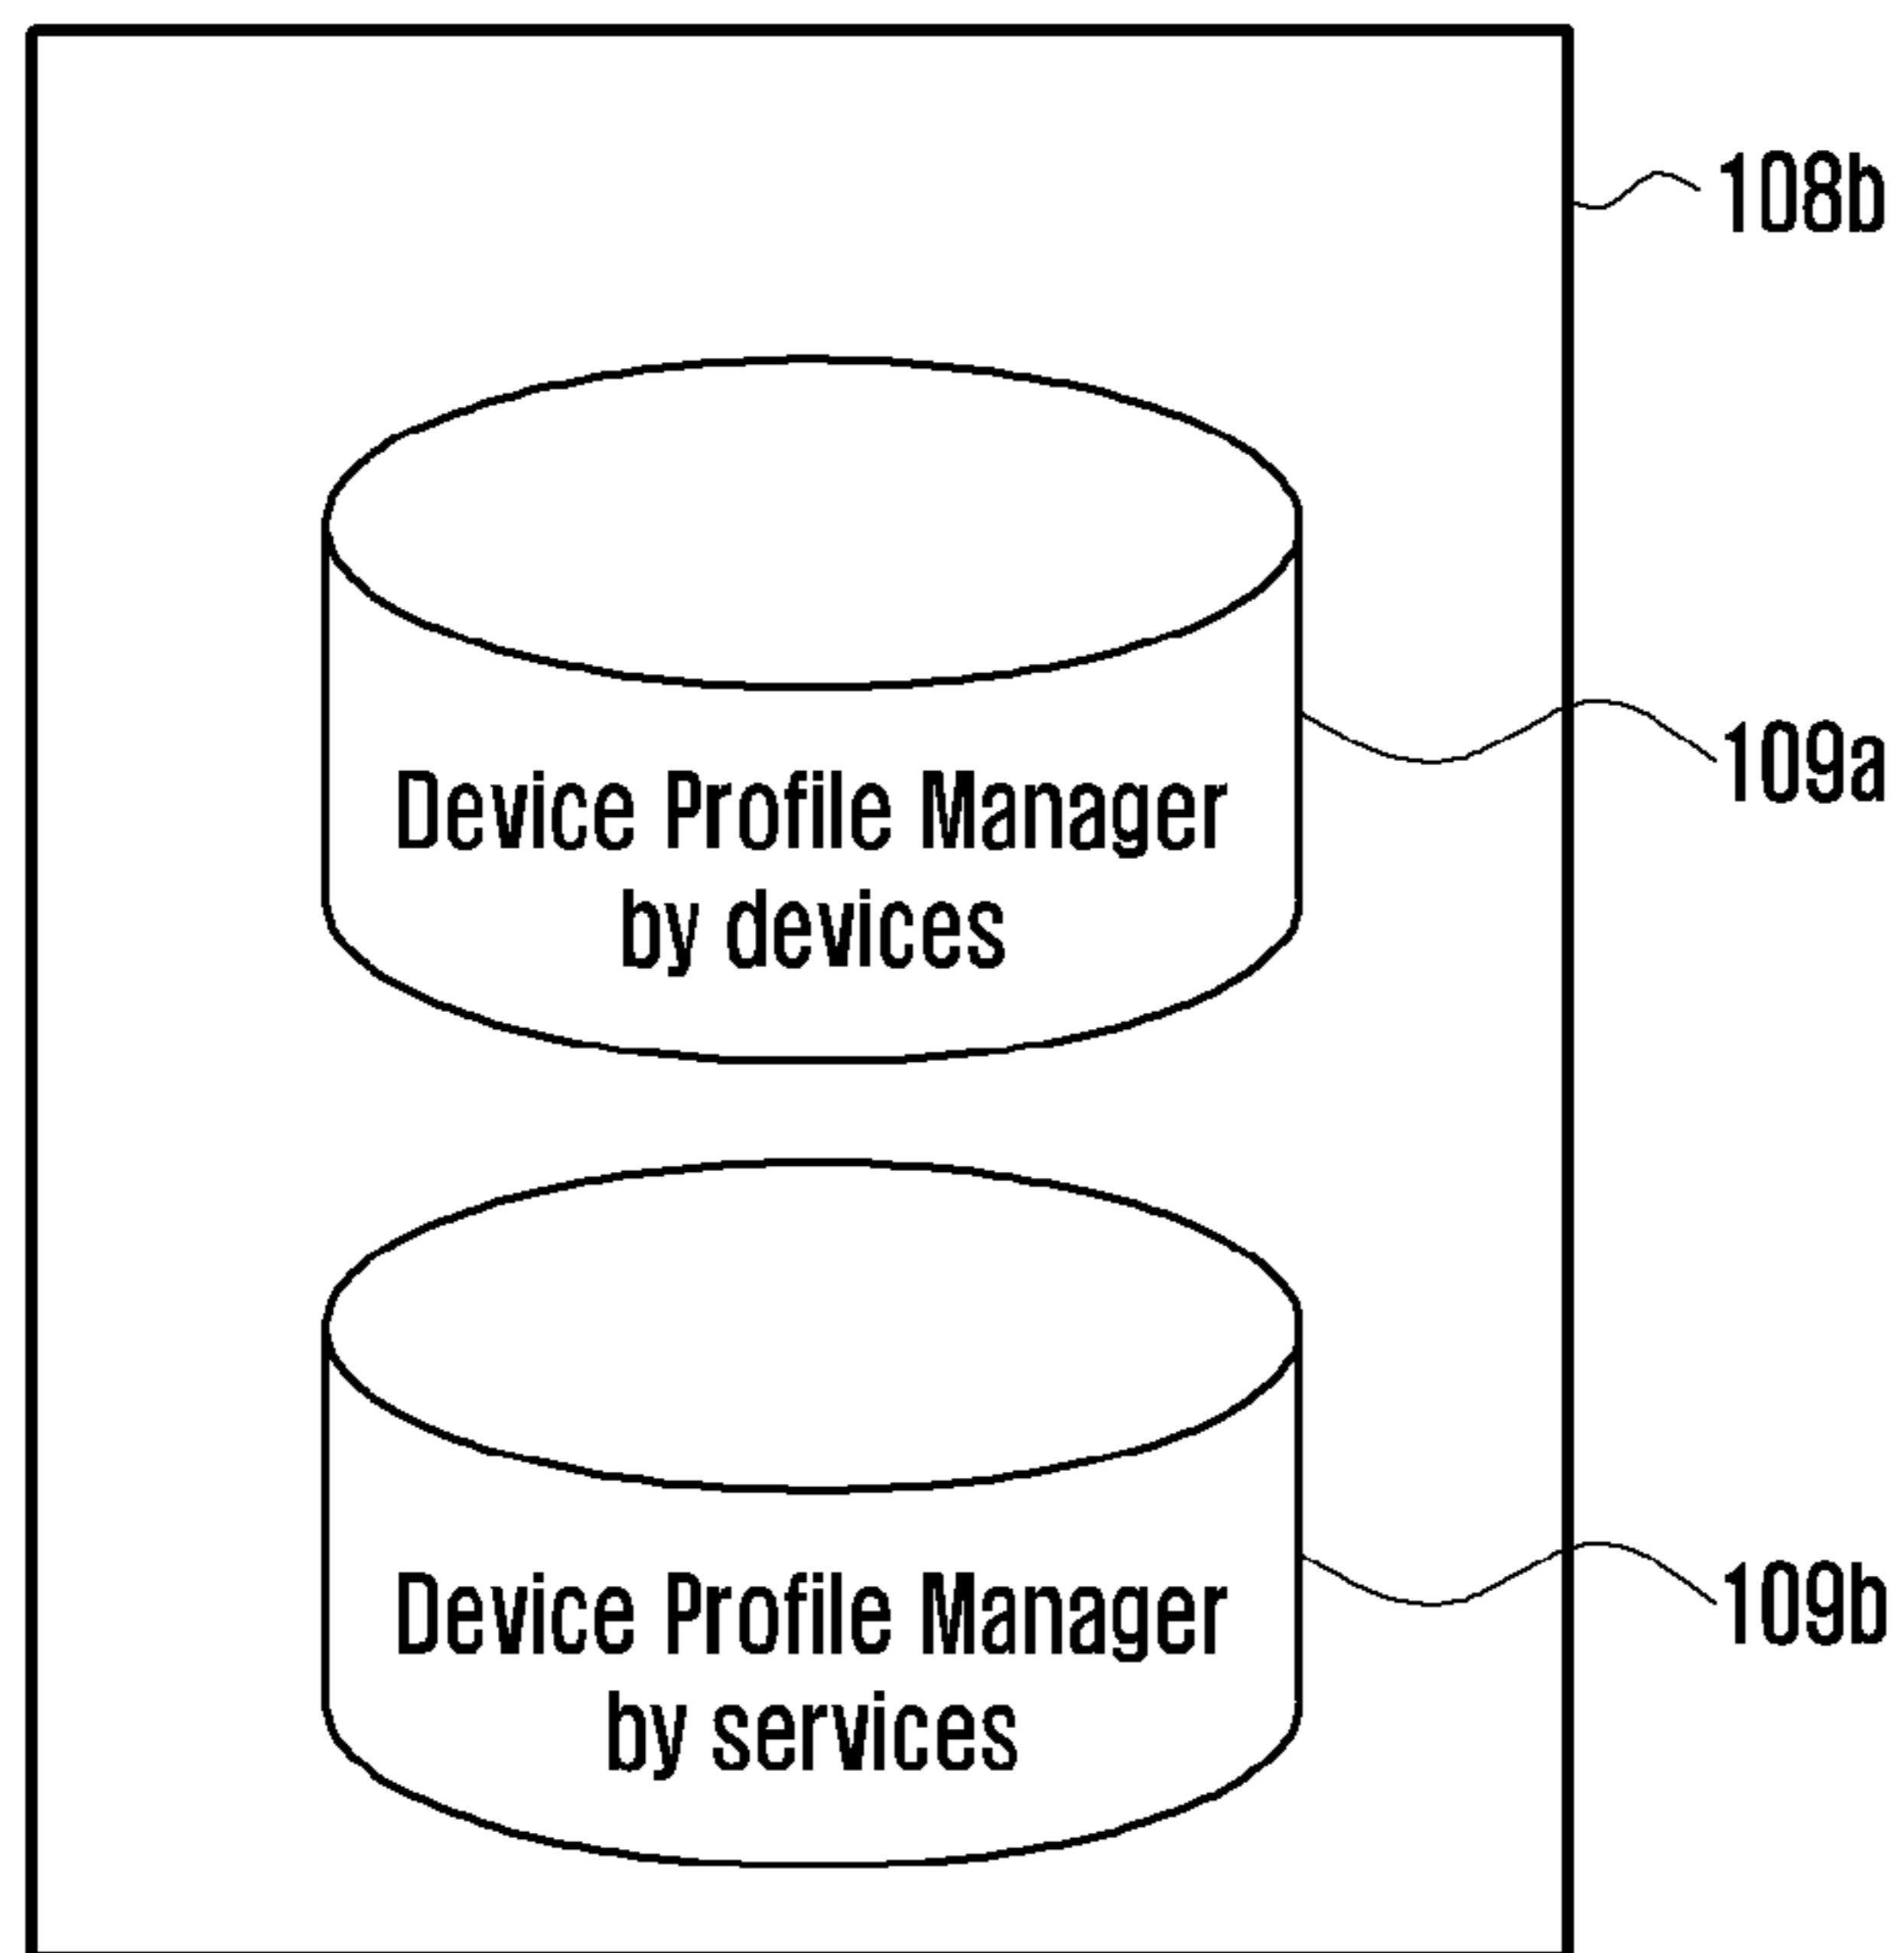 108b
109a
Device Profile Manager
by devices
109b
Device Profile Manager
by services